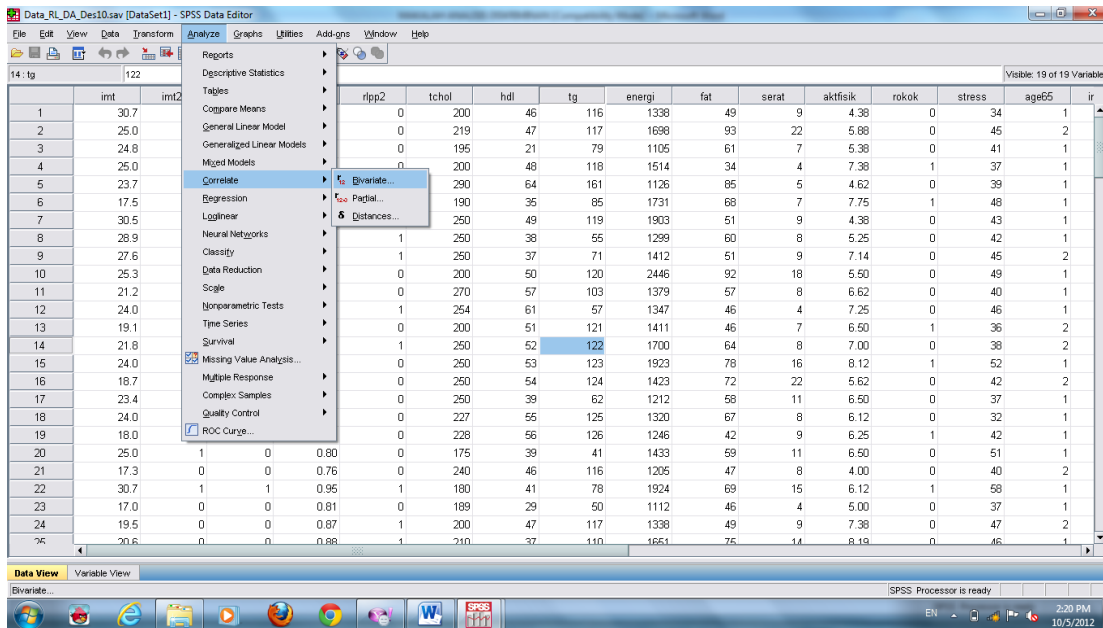 Data_RL_DA_Des10.sav [DataSet1] - SPSS Data Editor
File Edit View Data Transform Analyze Graphs Utilities Add-ons Window Help
14 : tg 122 Visible: 19 of 19 Variable
imt imt2 rlpp2 tchol hdl tg energi fat serat aktfisik rokok stress age65 ir
1 30.7 0 200 46 116 1338 49 9 4.38 0 34 1
2 25.0 0 219 47 117 1698 93 22 5.88 0 45 2
3 24.8 0 195 21 79 1105 61 7 5.38 0 41 1
4 25.0 0 200 48 118 1514 34 4 7.38 1 37 1
5 23.7 290 64 161 1126 85 5 4.62 0 39 1
6 17.5 190 35 85 1731 68 7 7.75 1 48 1
7 30.5 250 49 119 1903 51 9 4.38 0 43 1
8 28.9 1 250 38 55 1299 60 8 5.25 0 42 1
9 27.6 1 250 37 71 1412 51 9 7.14 0 45 2
10 25.3 0 200 50 120 2446 92 18 5.50 0 49 1
11 21.2 0 270 57 103 1379 57 8 6.62 0 40 1
12 24.0 1 254 61 57 1347 46 4 7.25 0 46 1
13 19.1 0 200 51 121 1411 46 7 6.50 1 36 2
14 21.8 1 250 52 122 1700 64 8 7.00 0 38 2
15 24.0 0 250 53 123 1923 78 16 8.12 1 52 1
16 18.7 0 250 54 124 1423 72 22 5.62 0 42 2
17 23.4 0 250 39 62 1212 58 11 6.50 0 37 1
18 24.0 0 227 55 125 1320 67 8 6.12 0 32 1
19 18.0 0 228 56 126 1246 42 9 6.25 1 42 1
20 25.0 1 0 0.80 0 175 39 41 1433 59 11 6.50 0 51 1
21 17.3 0 0 0.76 0 240 46 116 1205 47 8 4.00 0 40 2
22 30.7 1 1 0.95 1 180 41 78 1924 69 15 6.12 1 58 1
23 17.0 0 0 0.81 0 189 29 50 1112 46 4 5.00 0 37 1
24 19.5 0 0 0.87 1 200 47 117 1338 49 9 7.38 0 47 2
25 20.6 0 0 0.88 1 210 37 110 1651 75 14 8.19 0 46 1
Reports
Descriptive Statistics
Tables
Compare Means
General Linear Model
Generalized Linear Models
Mixed Models
Correlate
Regression
Loglinear
Neural Networks
Classify
Data Reduction
Scale
Nonparametric Tests
Time Series
Survival
Missing Value Analysis...
Multiple Response
Complex Samples
Quality Control
ROC Curve...
Bivariate...
Partial...
Distances...
Data View Variable View
Bivariate... SPSS Processor is ready
EN 2:20 PM
10/5/2012